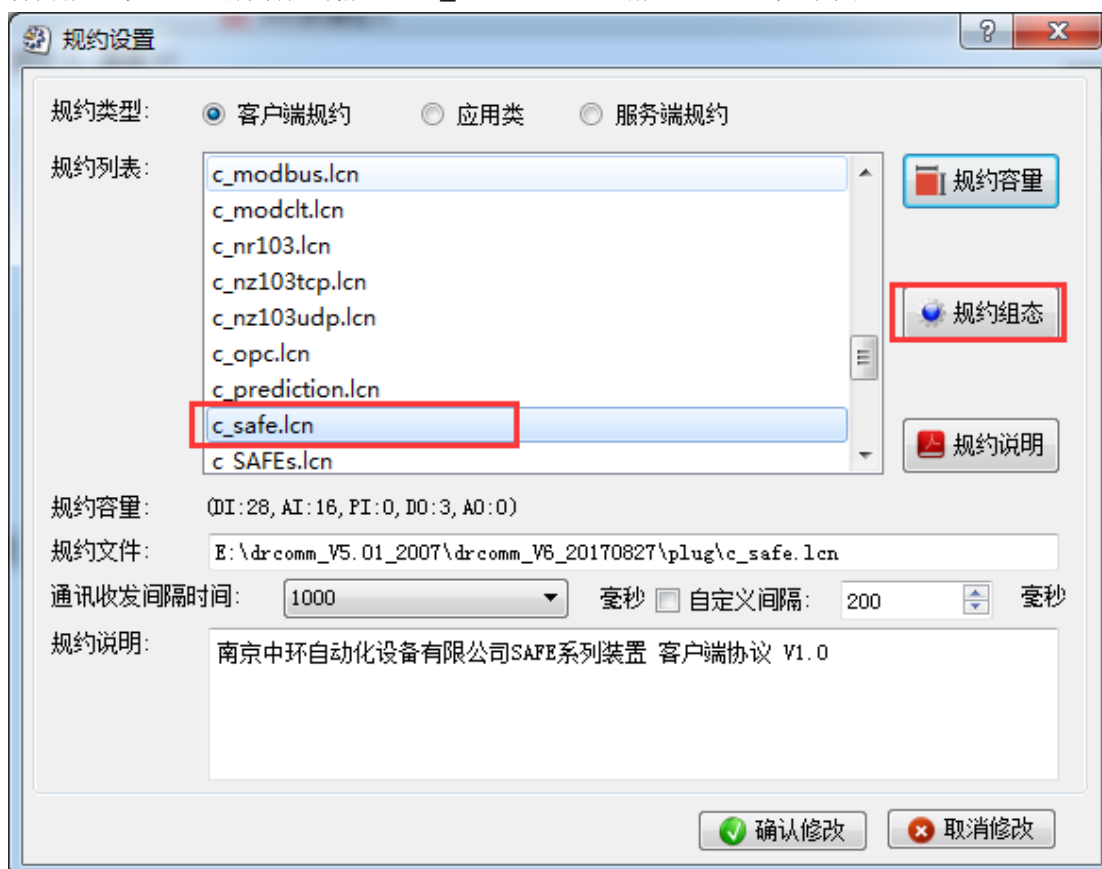 规约设置
规约类型: 客户端规约 应用类 服务端规约
规约列表:
c_modbus.lcn
规约容里
c_modclt.lcn
c_nr103.lcn
c_nz103tcp.lcn
c_nz103udp.lcn
规约组态
c_opc.lcn
c_prediction.lcn
c_safe.lcn
规约说明
c_SAFEs.lcn
规约容里: (DI:28, AI:16, PI:0, DO:3, AO:0)
规约文件: E:\drcomm_V5.01_2007\drcomm_V6_20170827\plug\c_safe.lcn
通讯收发间隔时间: 1000 毫秒 自定义间隔: 200 毫秒
规约说明: 南京中环自动化设备有限公司SAFE系列装置 客户端协议 V1.0
确认修改 取消修改